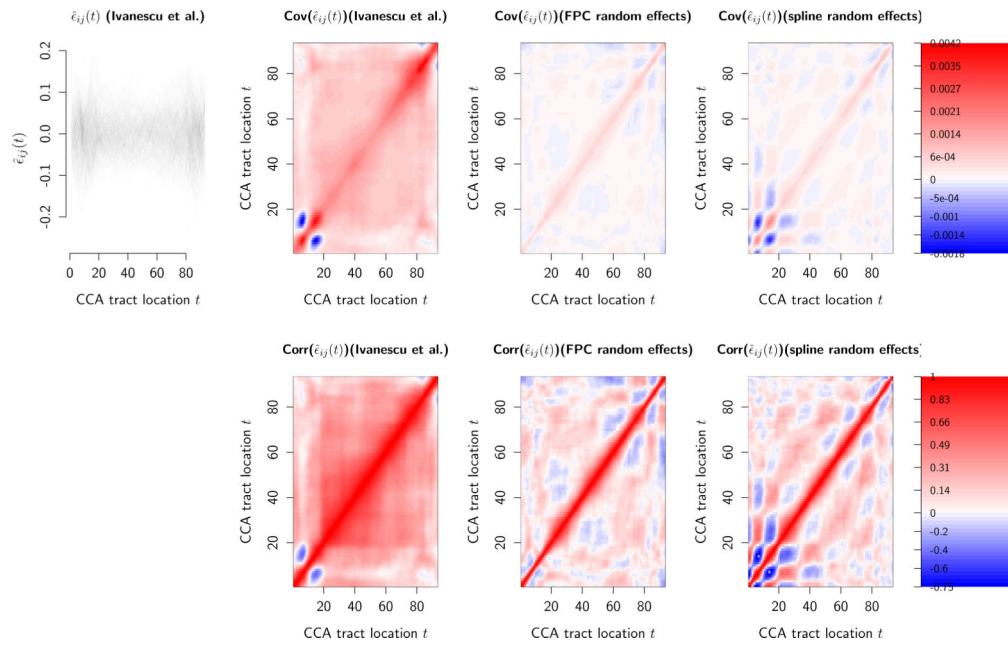 ε̂ij(t) (Ivanescu et al.)
Cov(ε̂ij(t))(Ivanescu et al.)
Cov(ε̂ij(t))(FPC random effects)
Cov(ε̂ij(t))(spline random effects)
ε̂ij(t)
0.2
0.1
0.0
-0.1
-0.2
0 20 40 60 80
CCA tract location t
CCA tract location t
80
60
40
20
20 40 60 80
CCA tract location t
CCA tract location t
80
60
40
20
20 40 60 80
CCA tract location t
CCA tract location t
80
60
40
20
20 40 60 80
CCA tract location t
0.0042
0.0035
0.0027
0.0021
0.0014
6e-04
0
-5e-04
-0.001
-0.0014
-0.0018
Corr(ε̂ij(t))(Ivanescu et al.)
Corr(ε̂ij(t))(FPC random effects)
Corr(ε̂ij(t))(spline random effects)
CCA tract location t
80
60
40
20
20 40 60 80
CCA tract location t
CCA tract location t
80
60
40
20
20 40 60 80
CCA tract location t
CCA tract location t
80
60
40
20
20 40 60 80
CCA tract location t
1
0.83
0.66
0.49
0.31
0.14
0
-0.2
-0.4
-0.6
-0.75